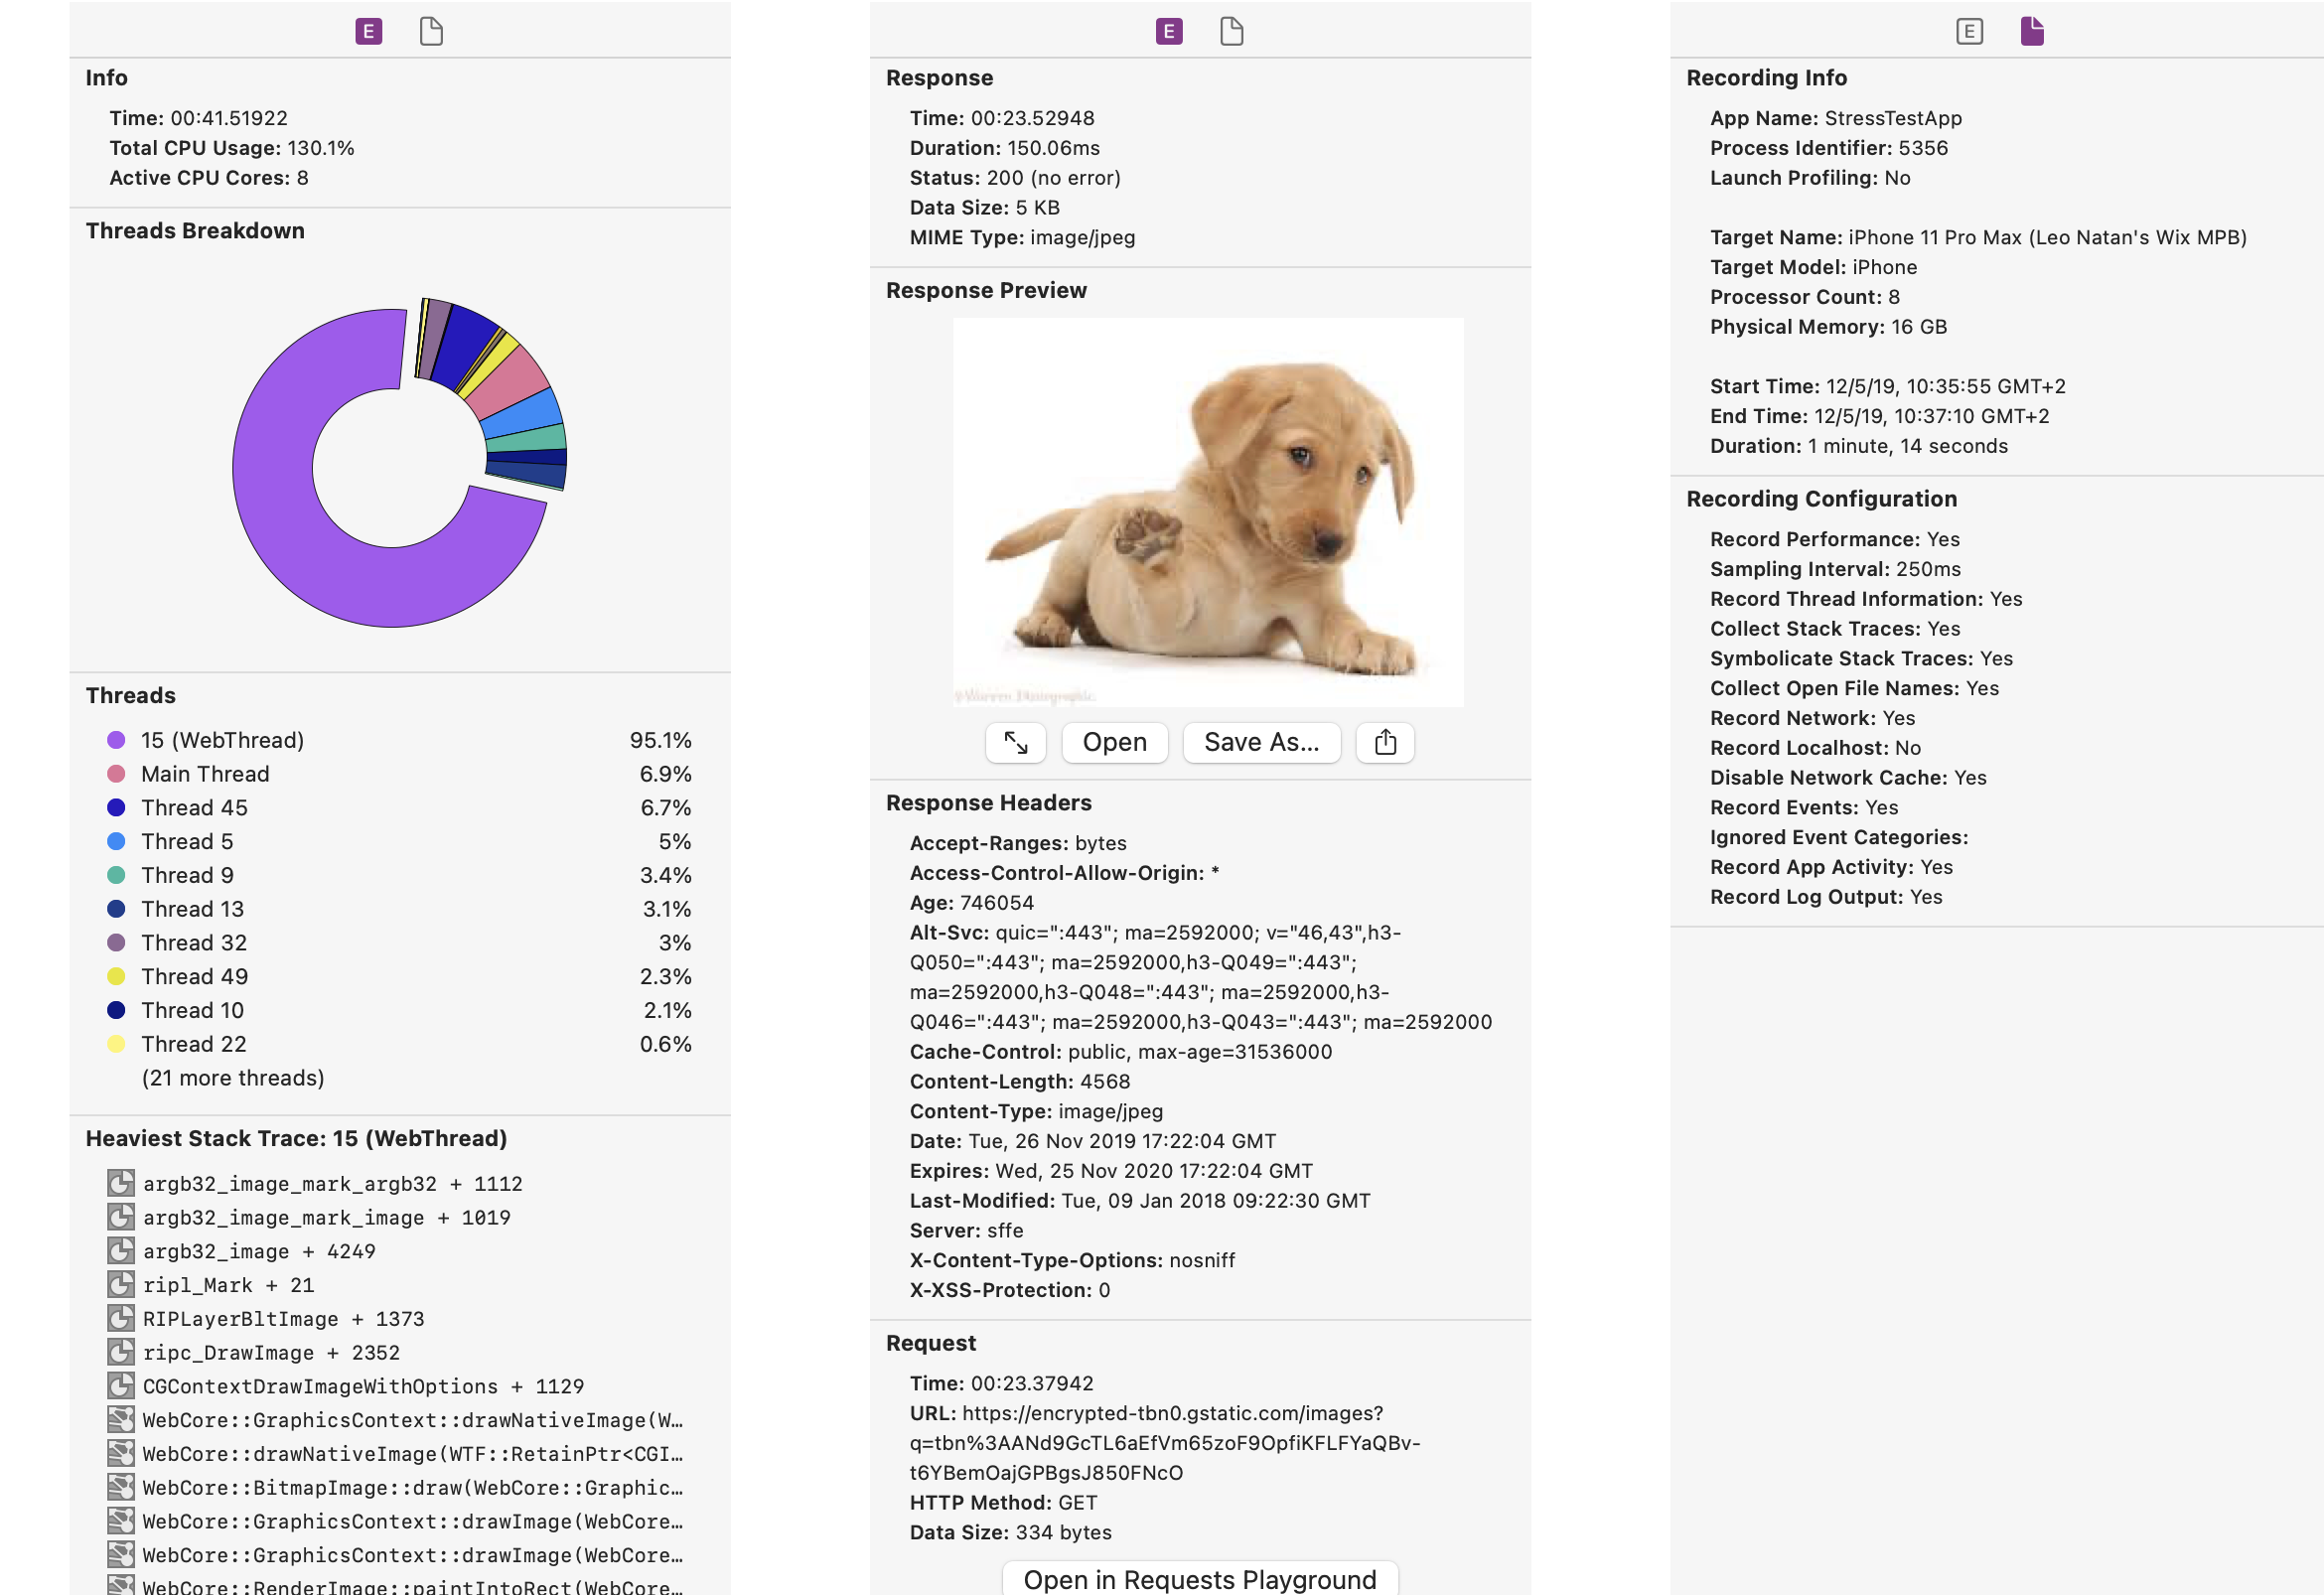 E
Info
Time: 00:41.51922
Total CPU Usage: 130.1%
Active CPU Cores: 8
Threads Breakdown
Threads
15 (WebThread) 95.1%
Main Thread 6.9%
Thread 45 6.7%
Thread 5 5%
Thread 9 3.4%
Thread 13 3.1%
Thread 32 3%
Thread 49 2.3%
Thread 10 2.1%
Thread 22 0.6%
(21 more threads)
Heaviest Stack Trace: 15 (WebThread)
argb32_image_mark_argb32 + 1112
argb32_image_mark_image + 1019
argb32_image + 4249
ripl_Mark + 21
RIPLayerBltImage + 1373
ripc_DrawImage + 2352
CGContextDrawImageWithOptions + 1129
WebCore::GraphicsContext::drawNativeImage(W…
WebCore::drawNativeImage(WTF::RetainPtr<CGI…
WebCore::BitmapImage::draw(WebCore::Graphic…
WebCore::GraphicsContext::drawImage(WebCore…
WebCore::GraphicsContext::drawImage(WebCore…
WebCore::RenderImage::paintIntoRect(WebCore…
E
Response
Time: 00:23.52948
Duration: 150.06ms
Status: 200 (no error)
Data Size: 5 KB
MIME Type: image/jpeg
Response Preview
Open
Save As...
Response Headers
Accept-Ranges: bytes
Access-Control-Allow-Origin: *
Age: 746054
Alt-Svc: quic=":443"; ma=2592000; v="46,43",h3-
Q050=":443"; ma=2592000,h3-Q049=":443";
ma=2592000,h3-Q048=":443"; ma=2592000,h3-
Q046=":443"; ma=2592000,h3-Q043=":443"; ma=2592000
Cache-Control: public, max-age=31536000
Content-Length: 4568
Content-Type: image/jpeg
Date: Tue, 26 Nov 2019 17:22:04 GMT
Expires: Wed, 25 Nov 2020 17:22:04 GMT
Last-Modified: Tue, 09 Jan 2018 09:22:30 GMT
Server: sffe
X-Content-Type-Options: nosniff
X-XSS-Protection: 0
Request
Time: 00:23.37942
URL: https://encrypted-tbn0.gstatic.com/images?
q=tbn%3AANd9GcTL6aEfVm65zoF9OpfiKFLFYaQBv-
t6YBemOajGPBgsJ850FNcO
HTTP Method: GET
Data Size: 334 bytes
Open in Requests Playground
E
Recording Info
App Name: StressTestApp
Process Identifier: 5356
Launch Profiling: No
Target Name: iPhone 11 Pro Max (Leo Natan's Wix MPB)
Target Model: iPhone
Processor Count: 8
Physical Memory: 16 GB
Start Time: 12/5/19, 10:35:55 GMT+2
End Time: 12/5/19, 10:37:10 GMT+2
Duration: 1 minute, 14 seconds
Recording Configuration
Record Performance: Yes
Sampling Interval: 250ms
Record Thread Information: Yes
Collect Stack Traces: Yes
Symbolicate Stack Traces: Yes
Collect Open File Names: Yes
Record Network: Yes
Record Localhost: No
Disable Network Cache: Yes
Record Events: Yes
Ignored Event Categories:
Record App Activity: Yes
Record Log Output: Yes